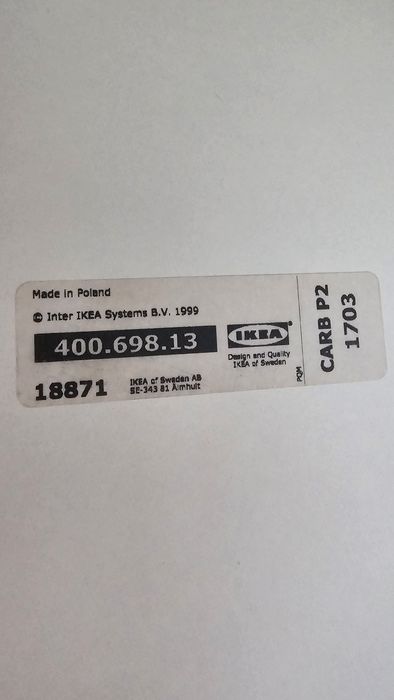 Made in Poland
© Inter IKEA Systems B.V. 1999
400.698.13
18871
IKEA of Sweden AB
SE-343 81 Älmhult
IKEA®
Design and Quality
IKEA of Sweden
PQM
CARB P2
1703